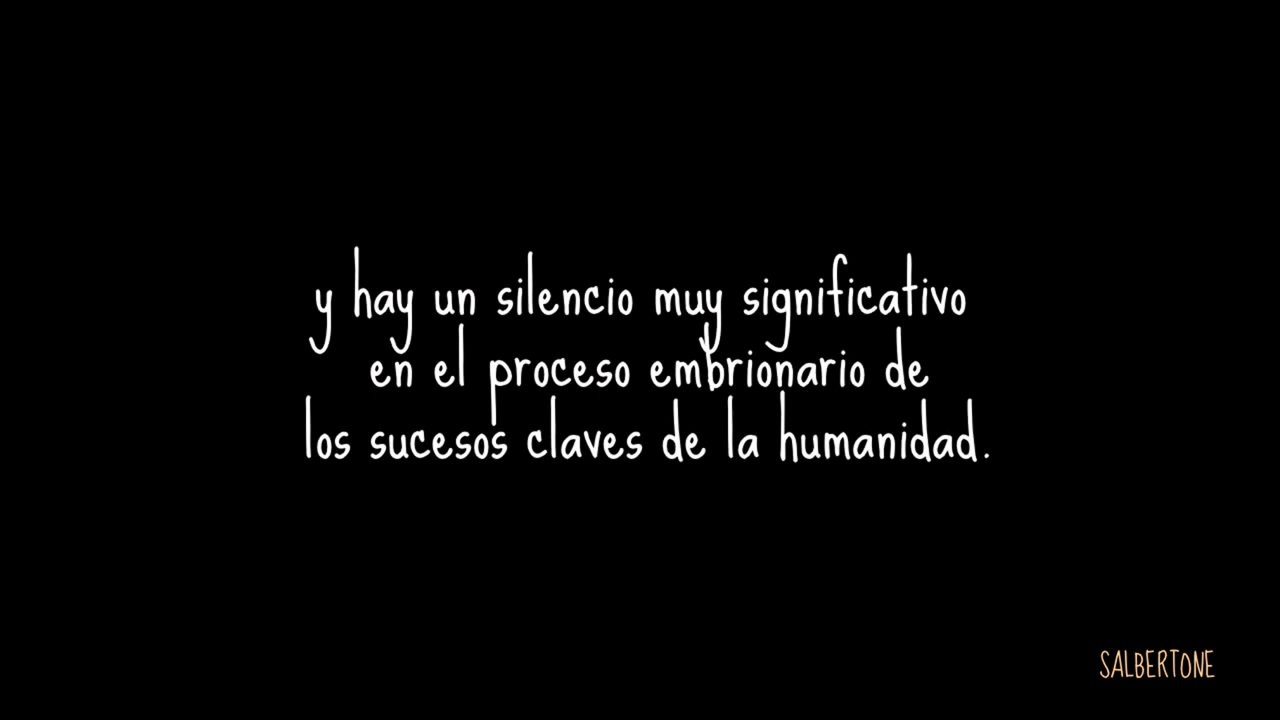 y hay un silencio muy significativo
en el proceso embrionario de
los sucesos claves de la humanidad.
SALBERTONE